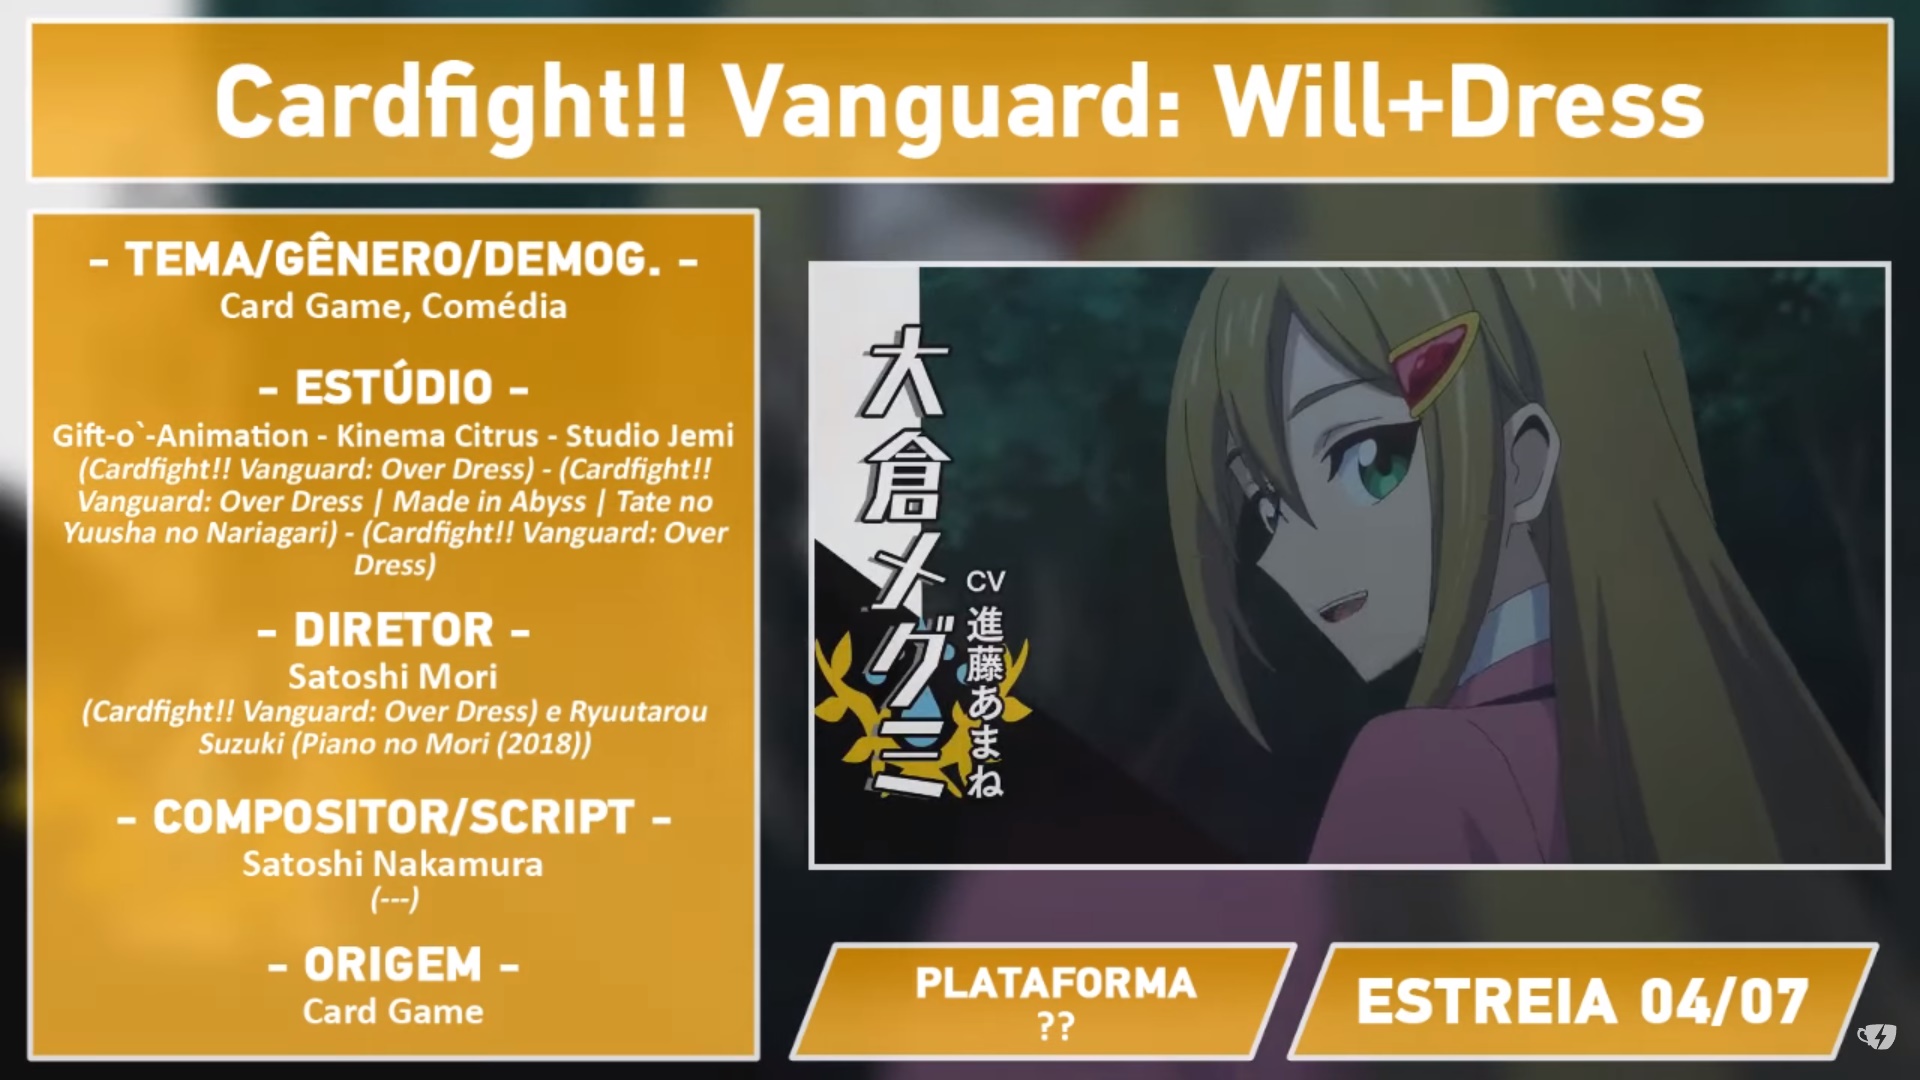 Cardfight!! Vanguard: Will+Dress
- TEMA/GÊNERO/DEMOG. -
Card Game, Comédia
- ESTÚDIO -
Gift-o`-Animation - Kinema Citrus - Studio Jemi
(Cardfight!! Vanguard: Over Dress) - (Cardfight!!
Vanguard: Over Dress | Made in Abyss | Tate no
Yuusha no Nariagari) - (Cardfight!! Vanguard: Over
Dress)
- DIRETOR -
Satoshi Mori
(Cardfight!! Vanguard: Over Dress) e Ryuutarou
Suzuki (Piano no Mori (2018))
- COMPOSITOR/SCRIPT -
Satoshi Nakamura
(---)
- ORIGEM -
Card Game
大倉メグミ
CV 進藤あまね
PLATAFORMA
??
ESTREIA 04/07